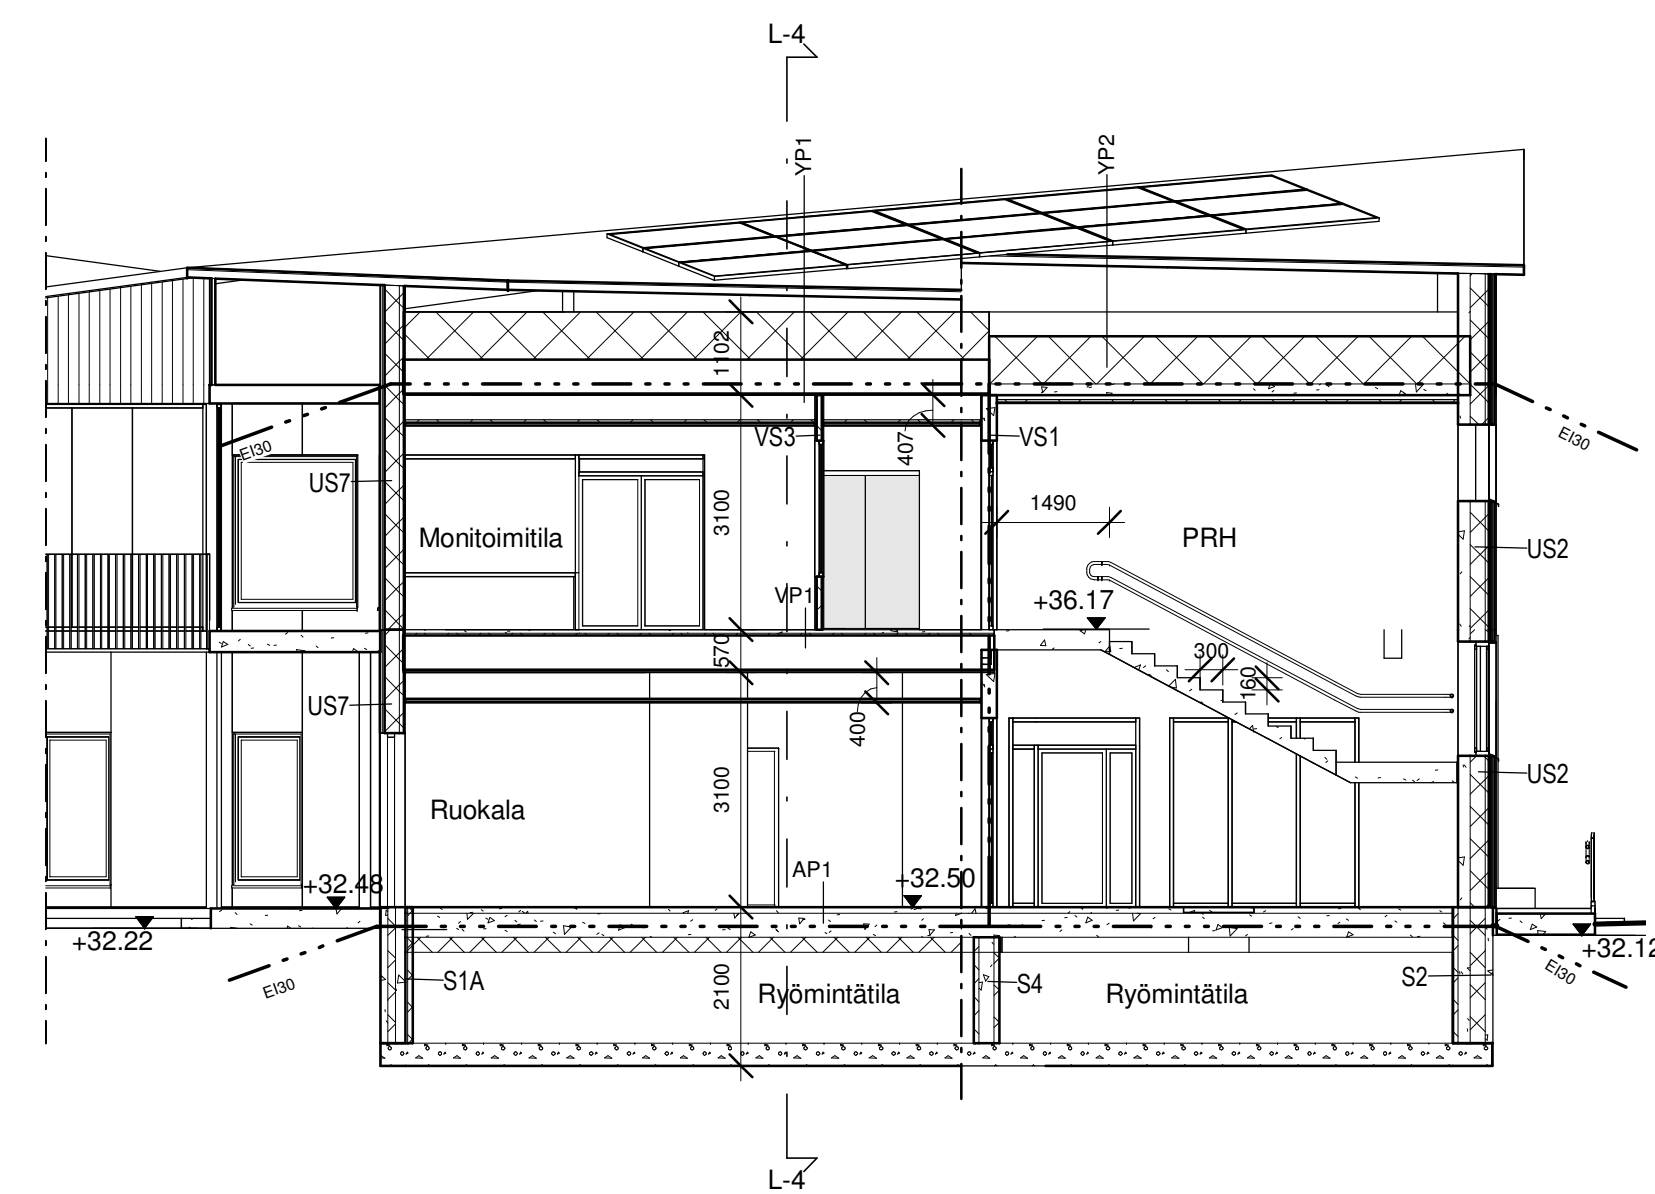 L-4
YP1
YP2
1102
VS3
407
VS1
EI30
EI30
US7
3100
1490
Monitoimitila
PRH
US2
VP1
+36.17
570
300
160
US7
400
US2
3100
Ruokala
AP1
+32.48
+32.50
+32.22
+32.12
EI30
S1A
2100
Ryömintätila
S4
Ryömintätila
S2
EI30
L-4